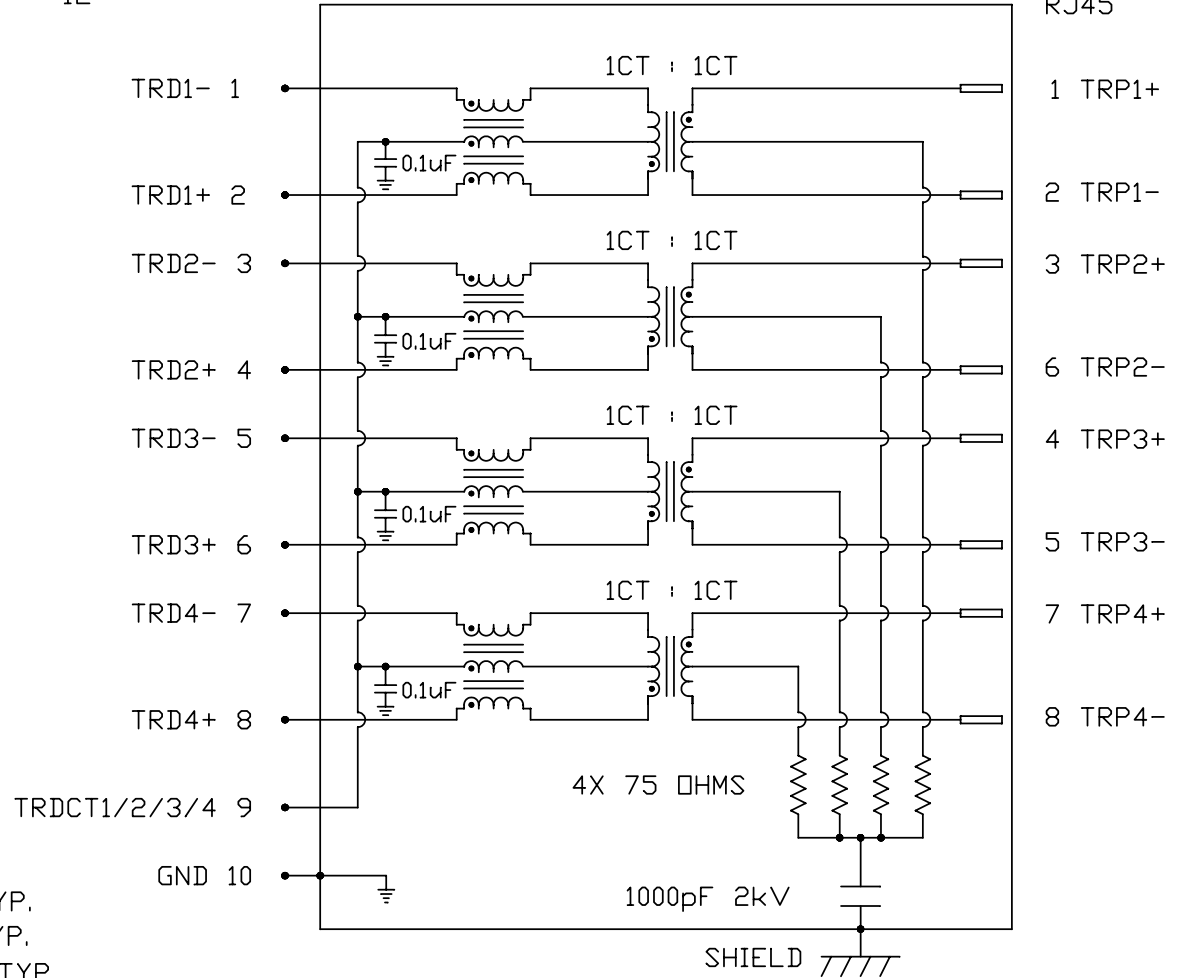 RJ45
1CT : 1CT
TRD1- 1
1 TRP1+
0.1uF
TRD1+ 2
2 TRP1-
1CT : 1CT
TRD2- 3
3 TRP2+
0.1uF
TRD2+ 4
6 TRP2-
1CT : 1CT
TRD3- 5
4 TRP3+
0.1uF
TRD3+ 6
5 TRP3-
1CT : 1CT
TRD4- 7
7 TRP4+
0.1uF
TRD4+ 8
8 TRP4-
4X 75 OHMS
TRDCT1/2/3/4 9
GND 10
1000pF 2kV
YP.
YP.
SHIELD
TYP